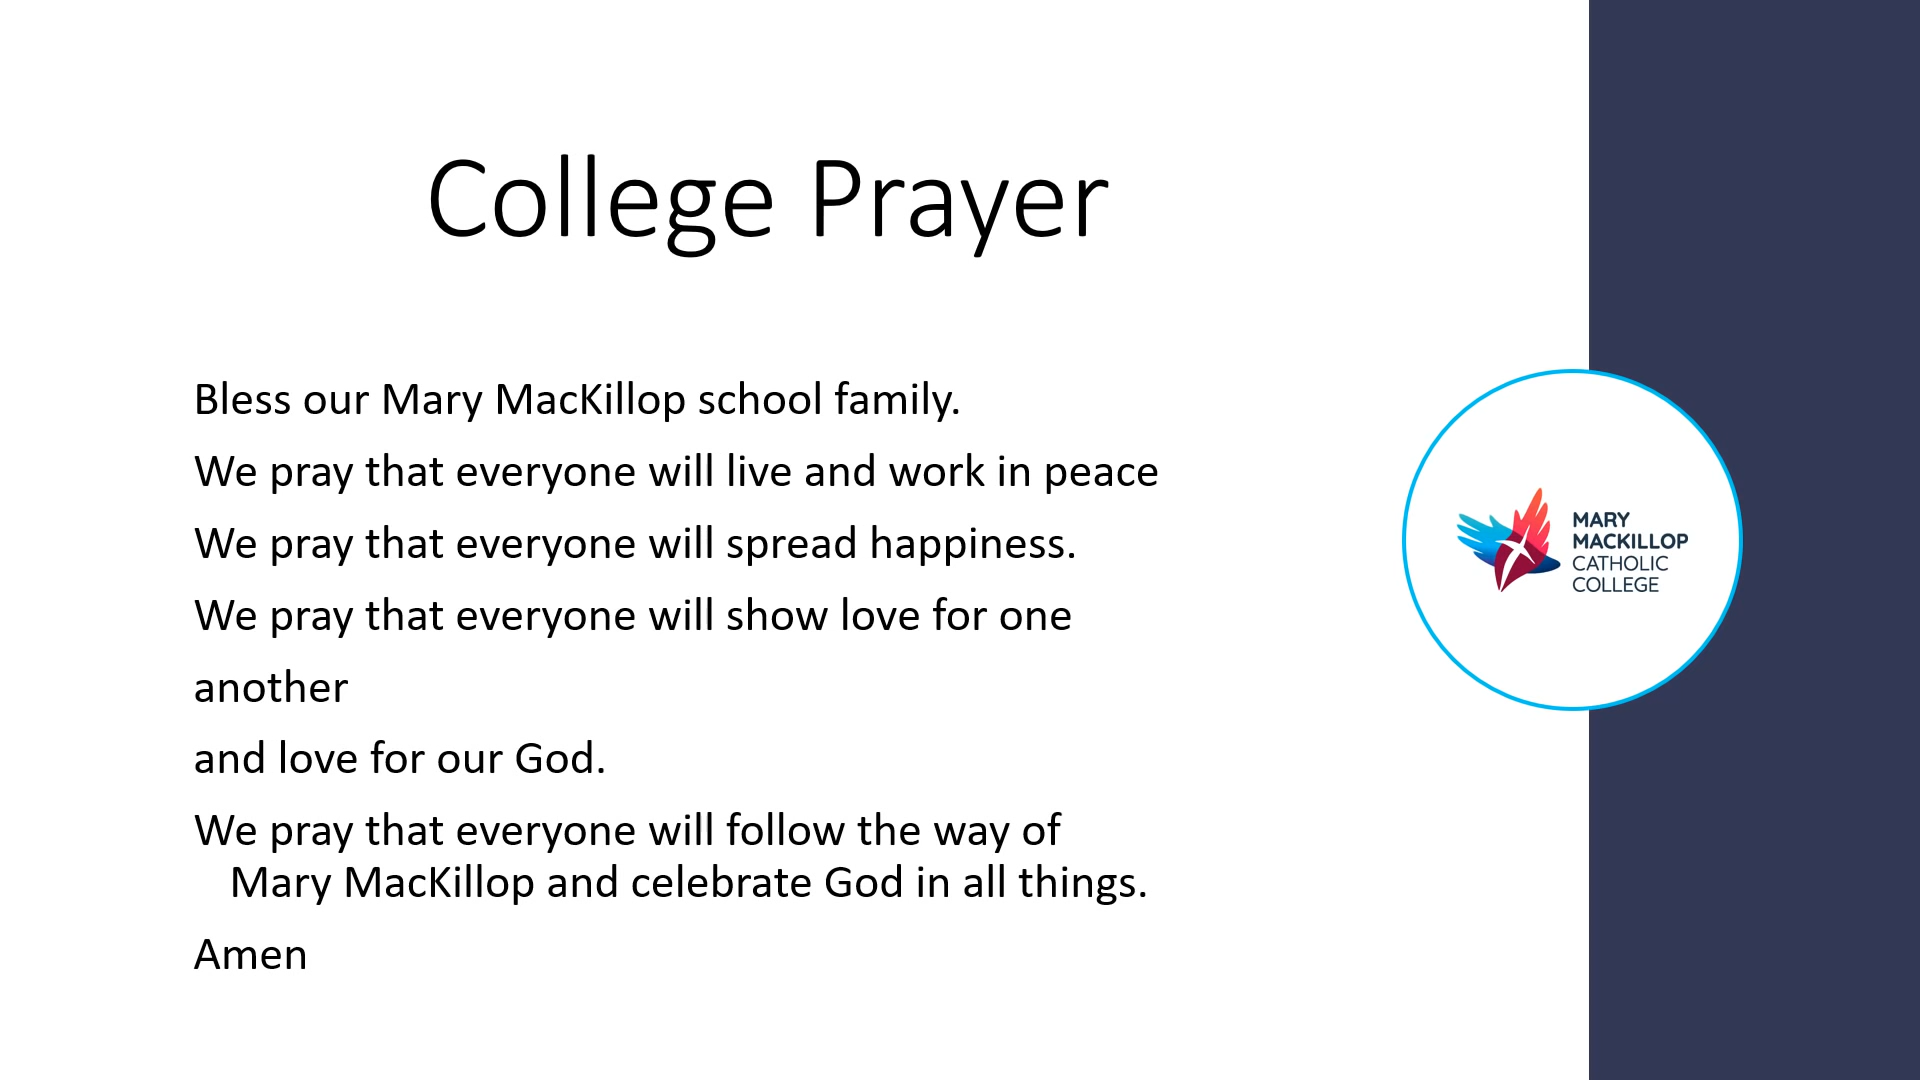 College Prayer
Bless our Mary MacKillop school family.
We pray that everyone will live and work in peace
We pray that everyone will spread happiness.
We pray that everyone will show love for one
another
and love for our God.
We pray that everyone will follow the way of
Mary MacKillop and celebrate God in all things.
Amen
MARY
MACKILLOP
CATHOLIC
COLLEGE